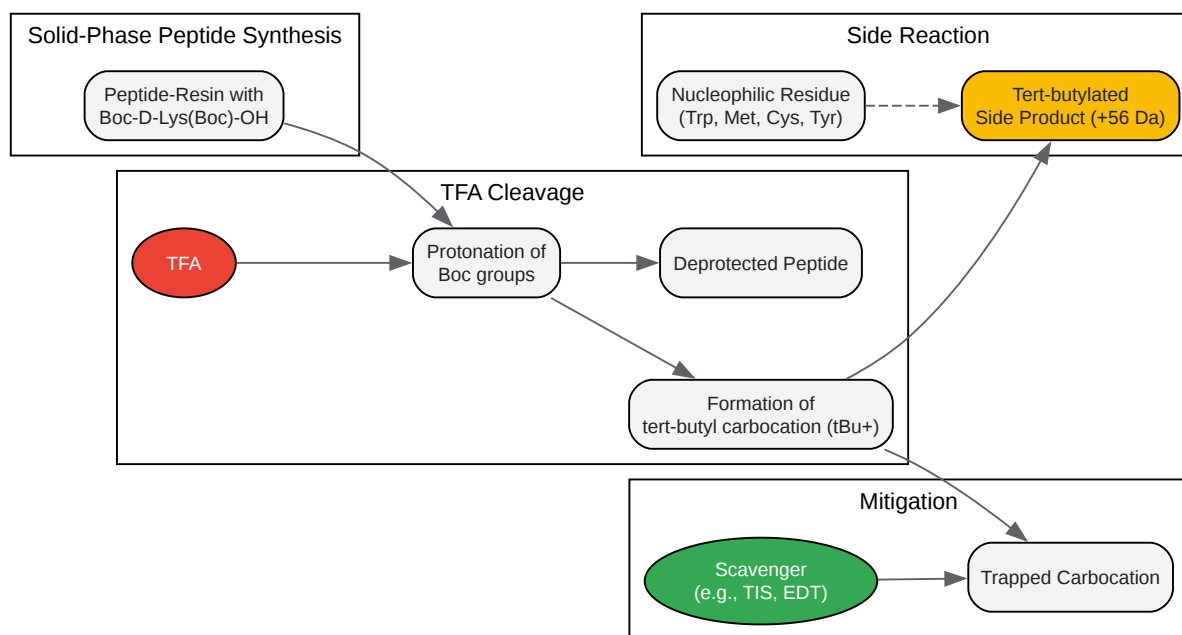 Solid-Phase Peptide Synthesis
Peptide-Resin with
Boc-D-Lys(Boc)-OH
Side Reaction
Nucleophilic Residue
(Trp, Met, Cys, Tyr)
Tert-butylated
Side Product (+56 Da)
TFA Cleavage
TFA
Protonation of
Boc groups
Deprotected Peptide
Formation of
tert-butyl carbocation (tBu+)
Mitigation
Scavenger
(e.g., TIS, EDT)
Trapped Carbocation